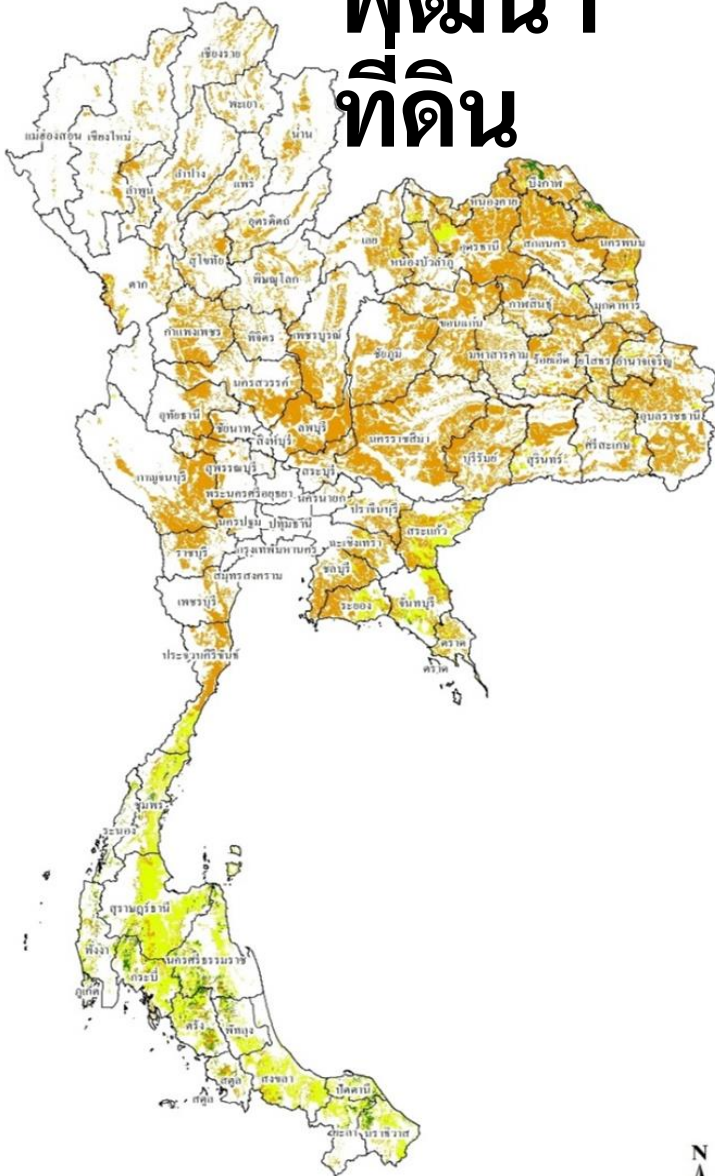 พัฒนา
ที่ดิน
เชียงราย
พะเยา
แม่ฮ่องสอน เชียงใหม่
น่าน
ลำปาง
ลำพูน
แพร่
บึงกาฬ
หนองคาย
อุตรดิตถ์
เลย
อุดรธานี
สกลนคร
นครพนม
สุโขทัย
หนองบัวลำภู
ตาก
พิษณุโลก
กาฬสินธุ์
มุกดาหาร
กำแพงเพชร
พิจิตร
เพชรบูรณ์
ขอนแก่น
ชัยภูมิ
มหาสารคาม
ร้อยเอ็ด
ยโสธร
อำนาจเจริญ
นครสวรรค์
อุทัยธานี
ชัยนาท
ลพบุรี
สิงห์บุรี
นครราชสีมา
อุบลราชธานี
บุรีรัมย์
สุรินทร์
ศรีสะเกษ
กาญจนบุรี
สุพรรณบุรี
สระบุรี
พระนครศรีอยุธยา
นครนายก
ปราจีนบุรี
นครปฐม
ปทุมธานี
สระแก้ว
ราชบุรี
กรุงเทพมหานคร
ฉะเชิงเทรา
สมุทรสงคราม
ชลบุรี
เพชรบุรี
ระยอง
จันทบุรี
ตราด
ประจวบคีรีขันธ์
ตราด
ชุมพร
ระนอง
สุราษฎร์ธานี
พังงา
นครศรีธรรมราช
กระบี่
ภูเก็ต
ตรัง
พัทลุง
สตูล
สงขลา
ปัตตานี
สตูล
ยะลา
นราธิวาส
N